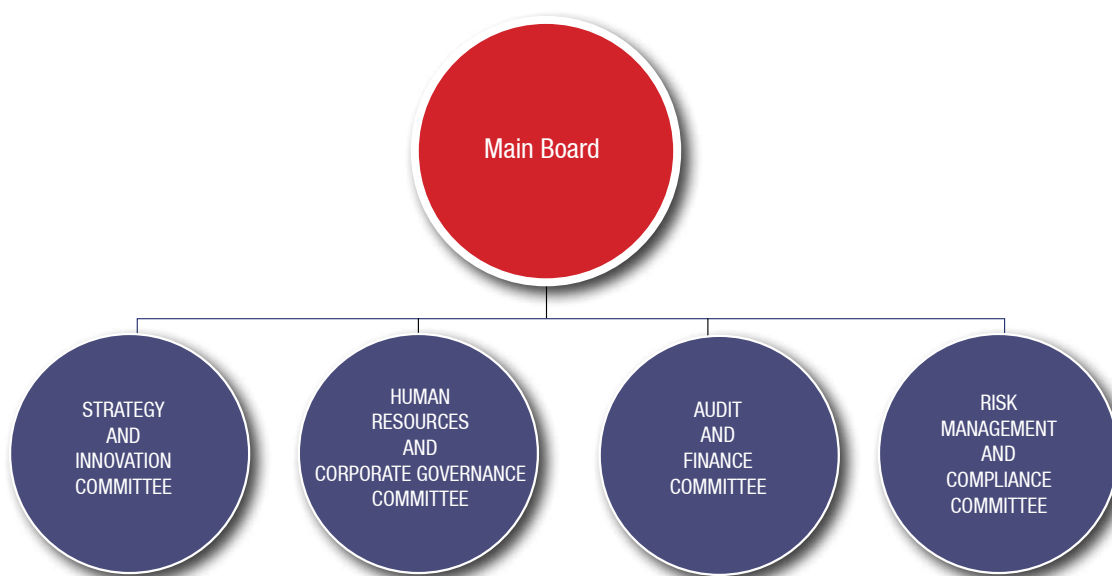 Main Board
STRATEGY
AND
INNOVATION
COMMITTEE
HUMAN
RESOURCES
AND
CORPORATE GOVERNANCE
COMMITTEE
AUDIT
AND
FINANCE
COMMITTEE
RISK
MANAGEMENT
AND
COMPLIANCE
COMMITTEE